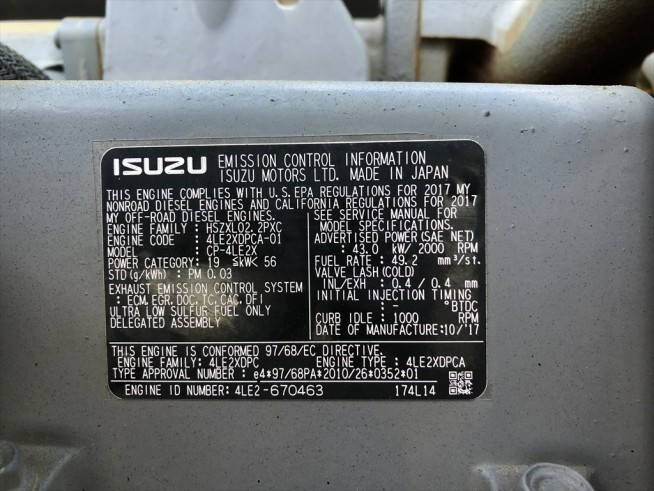 ISUZU EMISSION CONTROL INFORMATION
ISUZU MOTORS LTD. MADE IN JAPAN
THIS ENGINE COMPLIES WITH U.S.EPA REGULATIONS FOR 2017 MY
NONROAD DIESEL ENGINES AND CALIFORNIA REGULATIONS FOR 2017
MY OFF-ROAD DIESEL ENGINES.
ENGINE FAMILY : HSZXL02.2PXC
ENGINE CODE : 4LE2XDPCA-01
MODEL : CP-4LE2X
POWER CATEGORY : 19 ≦kW< 56
STD (g/kWh) : PM 0.03
EXHAUST EMISSION CONTROL SYSTEM
: ECM, EGR, DOC, TC, CAC, DFI
ULTRA LOW SULFUR FUEL ONLY
DELEGATED ASSEMBLY
SEE SERVICE MANUAL FOR
MODEL SPECIFICATIONS.
ADVERTISED POWER(SAE NET)
: 43.0 kW/ 2000 RPM
FUEL RATE: 49.2 mm³/st.
VALVE LASH (COLD)
INL/EXH : 0.4 / 0.4 mm
INITIAL INJECTION TIMING
: - °BTDC
CURB IDLE : 1000 RPM
DATE OF MANUFACTURE:10/'17
THIS ENGINE IS CONFORMED 97/68/EC DIRECTIVE.
ENGINE FAMILY: 4LE2XDPC ENGINE TYPE : 4LE2XDPCA
TYPE APPROVAL NUMBER : e4*97/68PA*2010/26*0352*01
ENGINE ID NUMBER: 4LE2-670463 174L14